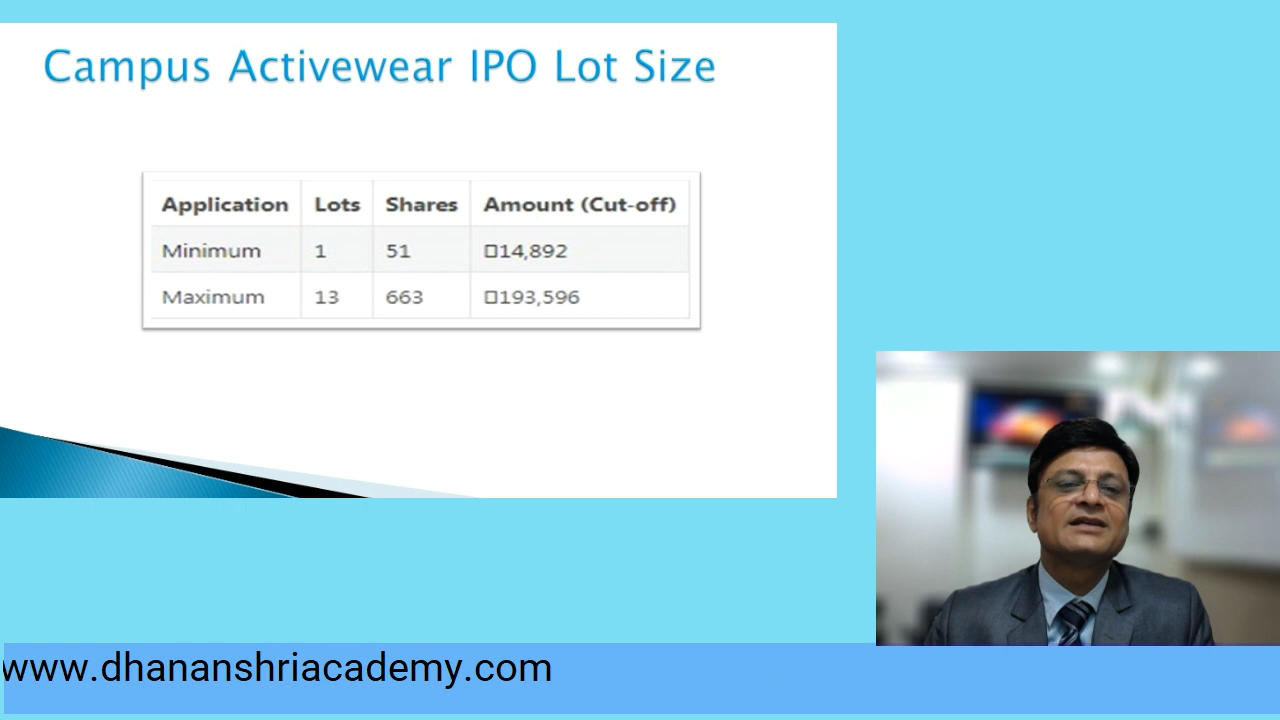 Campus Activewear IPO Lot Size
Application Lots Shares Amount (Cut-off)
Minimum 1 51 □14,892
Maximum 13 663 □193,596
www.dhananshriacademy.com